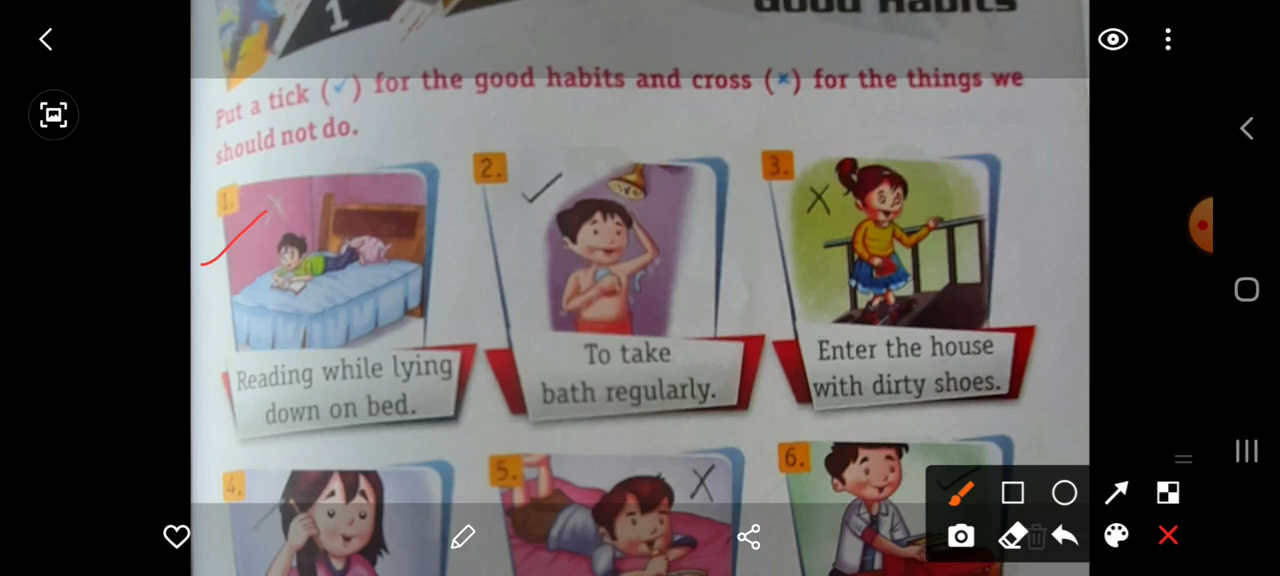 1
Good Habits
Put a tick (✓) for the good habits and cross (×) for the things we
should not do.
1.
2.
3.
Reading while lying
down on bed.
To take
bath regularly.
Enter the house
with dirty shoes.
4.
5.
6.